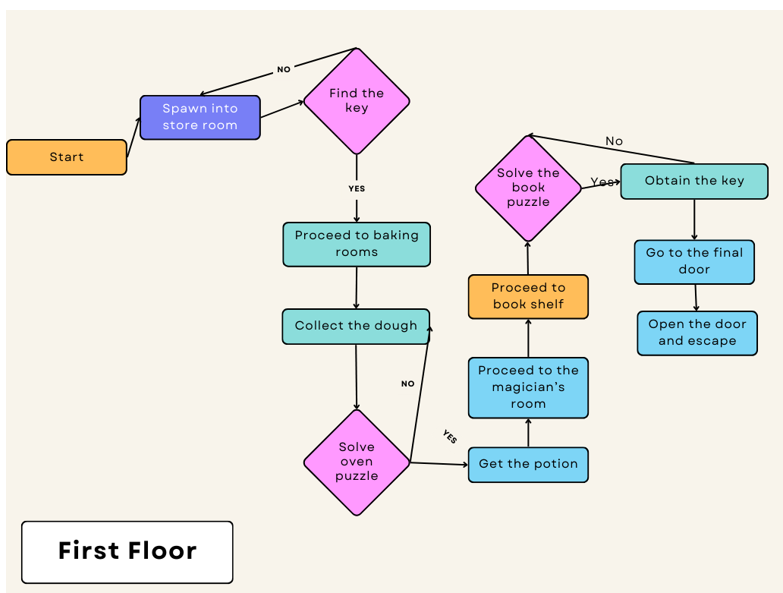 NO
Find the
key
Spawn into
store room
Start
YES
Proceed to baking
rooms
Collect the dough
NO
Solve
oven
puzzle
YES
Get the potion
Proceed to the
magician's
room
Proceed to
book shelf
Solve the
book
puzzle
No
Yes
Obtain the key
Go to the final
door
Open the door
and escape
First Floor